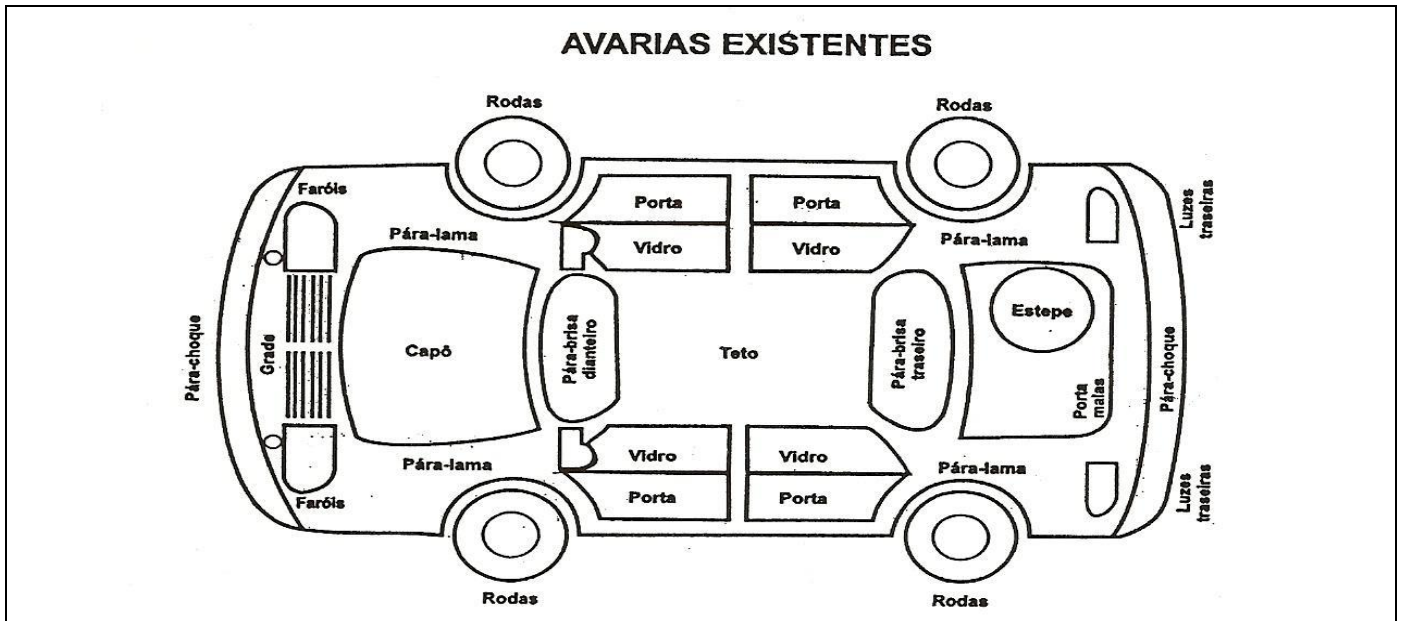 AVARIAS EXISTENTES
Rodas
Rodas
Faróis
Porta
Porta
Luzes
traseiras
Pára-lama
Vidro
Vidro
Pára-lama
Pára-choque
Grade
Capô
Pára-brisa
dianteiro
Teto
Pára-brisa
traseiro
Estepe
Porta
malas
Pára-choque
Pára-lama
Vidro
Vidro
Pára-lama
Faróis
Porta
Porta
Luzes
traseiras
Rodas
Rodas